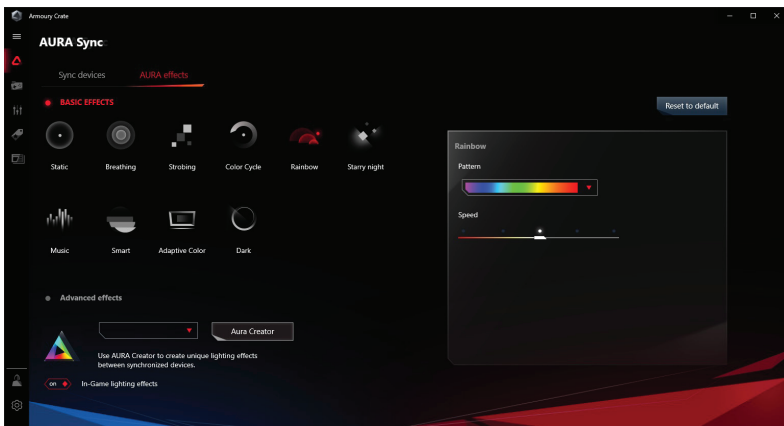 Armoury Crate
AURA Sync
Sync devices
AURA effects
BASIC EFFECTS
Reset to default
Static
Breathing
Strobing
Color Cycle
Rainbow
Starry night
Music
Smart
Adaptive Color
Dark
Rainbow
Pattern
Speed
Advanced effects
Aura Creator
Use AURA Creator to create unique lighting effects
between synchronized devices.
on
In-Game lighting effects